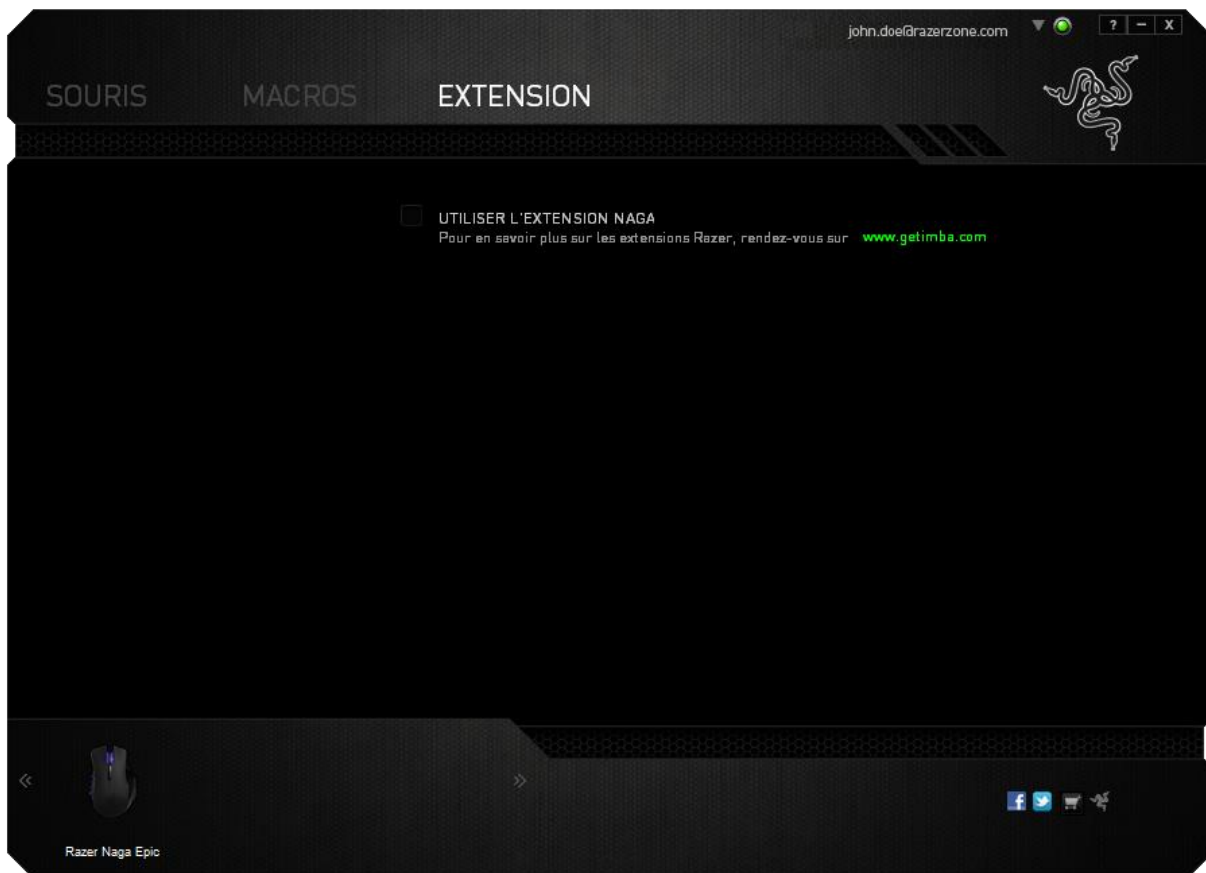 john.doe@razerzone.com
? – X
SOURIS MACROS EXTENSION
UTILISER L'EXTENSION NAGA
Pour en savoir plus sur les extensions Razer, rendez-vous sur www.getimba.com
Razer Naga Epic